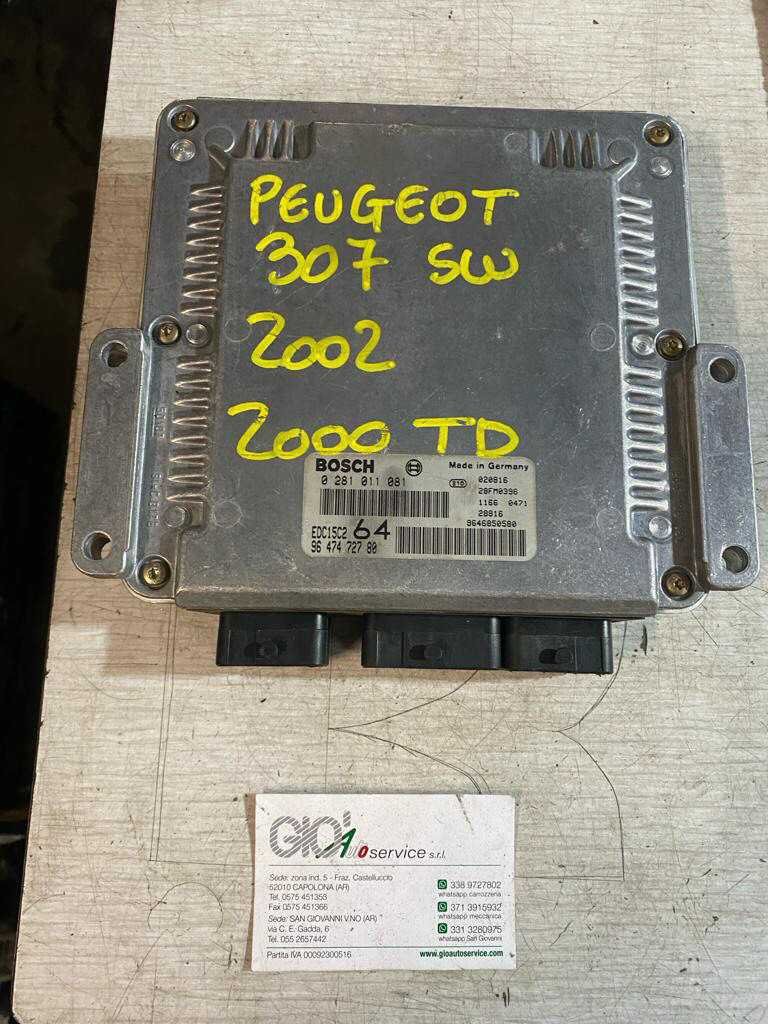 PEUGEOT
307 SW
2002
2000 TD
BOSCH
Made in Germany
0 281 011 081
020816
28FM0396
1166 0471
28816
9646850580
EDC15C2 64
96 474 727 80
GIOI Autoservice s.r.l.
Sede: zona ind. 5 - Fraz. Castelluccio
52010 CAPOLONA (AR)
Tel. 0575 451353
Fax 0575 451366
Sede: SAN GIOVANNI V.NO (AR)
via C. E. Gadda, 6
Tel. 055 2657442
Partita IVA 00092300516
338 9727802
whatsapp carrozzeria
371 3915932
whatsapp meccanica
331 3280975
whatsapp San Giovanni
www.gioautoservice.com